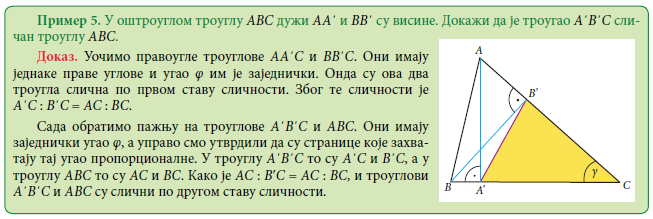 Пример 5. У оштроуглом троуглу ABC дужи AA' и BB' су висине. Докажи да је троугао A'B'C сли-
чан троуглу ABC.
Доказ. Уочимо правоугле троуглове AA'C и BB'C. Они имају
једнаке праве углове и угао φ им је заједнички. Онда су ова два
троугла слична по првом ставу сличности. Због те сличности је
A'C : B'C = AC : BC.
Сада обратимо пажњу на троуглове A'B'C и ABC. Они имају
заједнички угао φ, а управо смо утврдили да су странице које захва-
тају тај угао пропорционалне. У троуглу A'B'C то су A'C и B'C, а у
троуглу ABC то су AC и BC. Како је AC : B'C = AC : BC, и троуглови
A'B'C и ABC су слични по другом ставу сличности.
A
B'
γ
B
A'
C